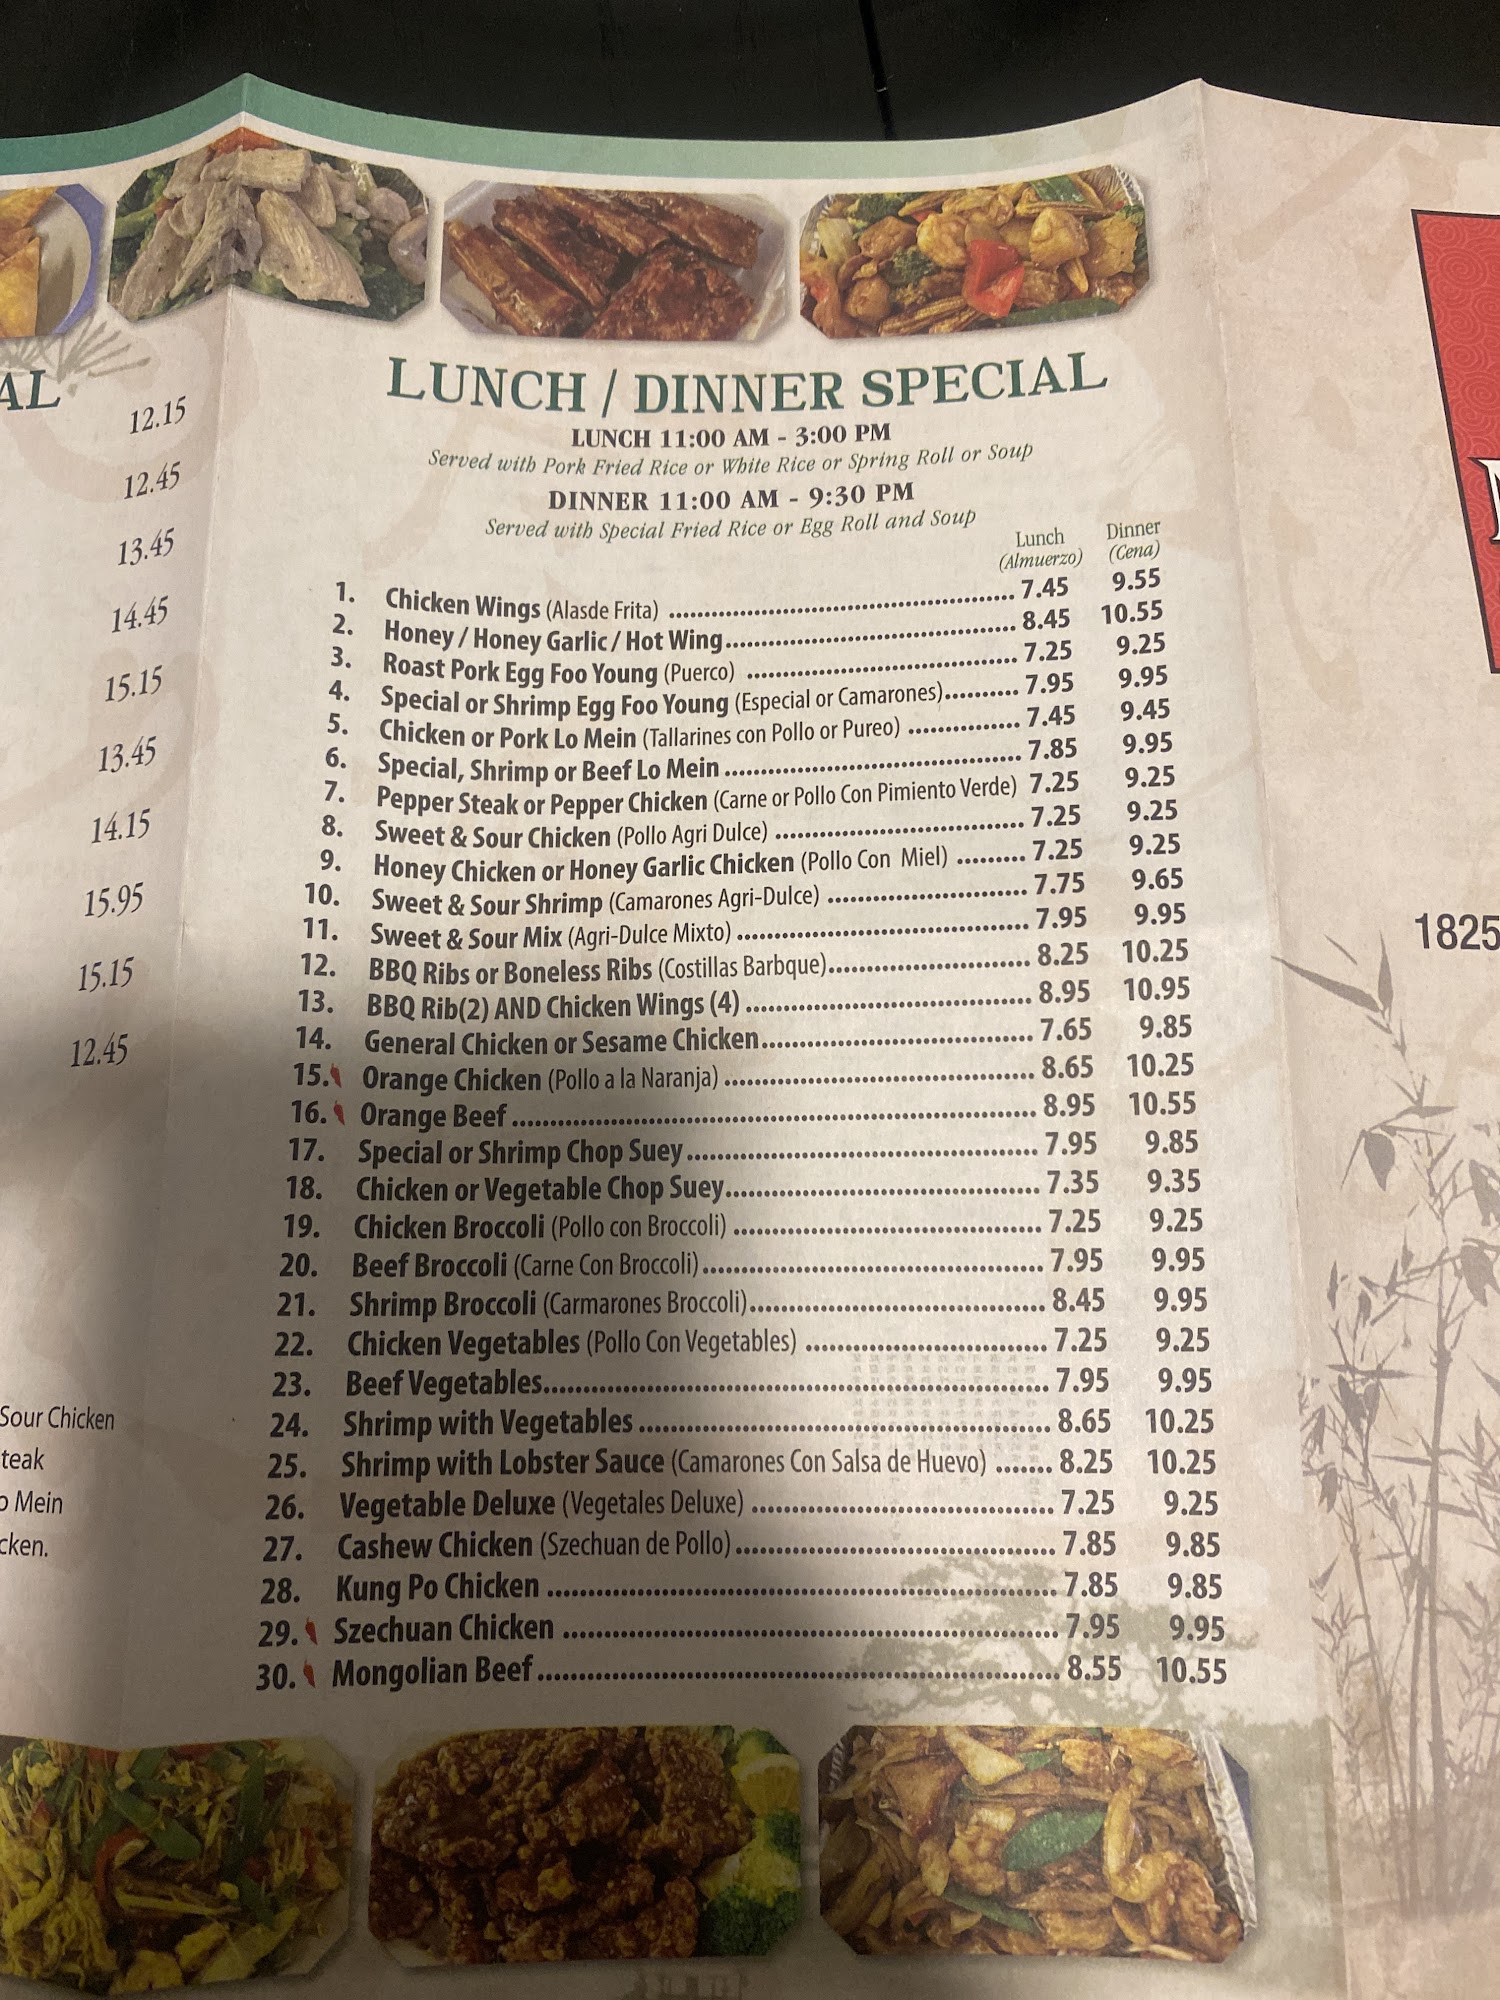 AL
12.15
12.45
13.45
14.45
15.15
13.45
14.15
15.95
15.15
12.45
Sour Chicken
teak
o Mein
cken.
LUNCH / DINNER SPECIAL
LUNCH 11:00 AM - 3:00 PM
Served with Pork Fried Rice or White Rice or Spring Roll or Soup
DINNER 11:00 AM - 9:30 PM
Served with Special Fried Rice or Egg Roll and Soup
Lunch Dinner
(Almuerzo) (Cena)
1. Chicken Wings (Alasde Frita) 7.45 9.55
2. Honey / Honey Garlic / Hot Wing 8.45 10.55
3. Roast Pork Egg Foo Young (Puerco) 7.25 9.25
4. Special or Shrimp Egg Foo Young (Especial or Camarones) 7.95 9.95
5. Chicken or Pork Lo Mein (Tallarines con Pollo or Pureo) 7.45 9.45
6. Special, Shrimp or Beef Lo Mein 7.85 9.95
7. Pepper Steak or Pepper Chicken (Carne or Pollo Con Pimiento Verde) 7.25 9.25
8. Sweet & Sour Chicken (Pollo Agri Dulce) 7.25 9.25
9. Honey Chicken or Honey Garlic Chicken (Pollo Con Miel) 7.25 9.25
10. Sweet & Sour Shrimp (Camarones Agri-Dulce) 7.75 9.65
11. Sweet & Sour Mix (Agri-Dulce Mixto) 7.95 9.95
12. BBQ Ribs or Boneless Ribs (Costillas Barbque) 8.25 10.25
13. BBQ Rib(2) AND Chicken Wings (4) 8.95 10.95
14. General Chicken or Sesame Chicken 7.65 9.85
15. Orange Chicken (Pollo a la Naranja) 8.65 10.25
16. Orange Beef 8.95 10.55
17. Special or Shrimp Chop Suey 7.95 9.85
18. Chicken or Vegetable Chop Suey 7.35 9.35
19. Chicken Broccoli (Pollo con Broccoli) 7.25 9.25
20. Beef Broccoli (Carne Con Broccoli) 7.95 9.95
21. Shrimp Broccoli (Carmarones Broccoli) 8.45 9.95
22. Chicken Vegetables (Pollo Con Vegetables) 7.25 9.25
23. Beef Vegetables 7.95 9.95
24. Shrimp with Vegetables 8.65 10.25
25. Shrimp with Lobster Sauce (Camarones Con Salsa de Huevo) 8.25 10.25
26. Vegetable Deluxe (Vegetales Deluxe) 7.25 9.25
27. Cashew Chicken (Szechuan de Pollo) 7.85 9.85
28. Kung Po Chicken 7.85 9.85
29. Szechuan Chicken 7.95 9.95
30. Mongolian Beef 8.55 10.55
1825